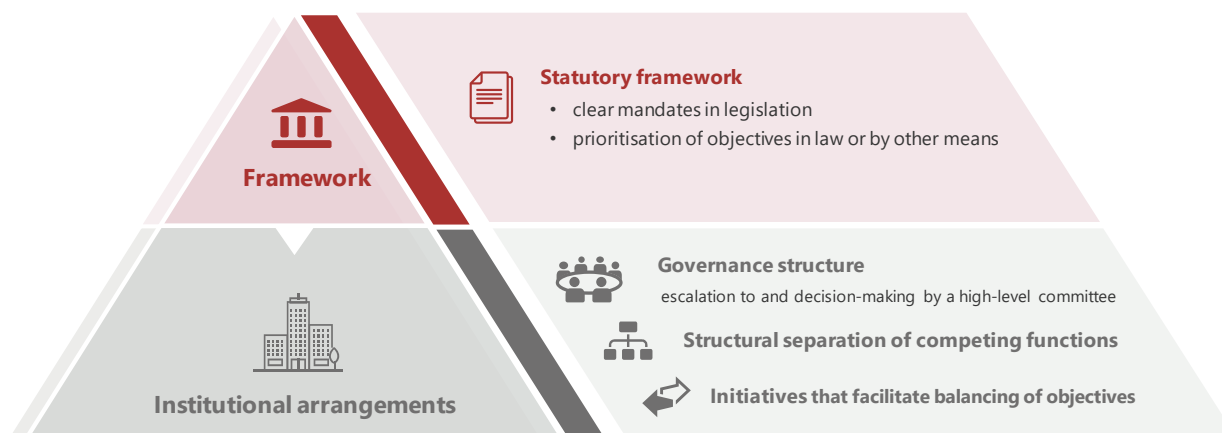 Framework
Statutory framework
• clear mandates in legislation
• prioritisation of objectives in law or by other means
Institutional arrangements
Governance structure
escalation to and decision-making by a high-level committee
Structural separation of competing functions
Initiatives that facilitate balancing of objectives